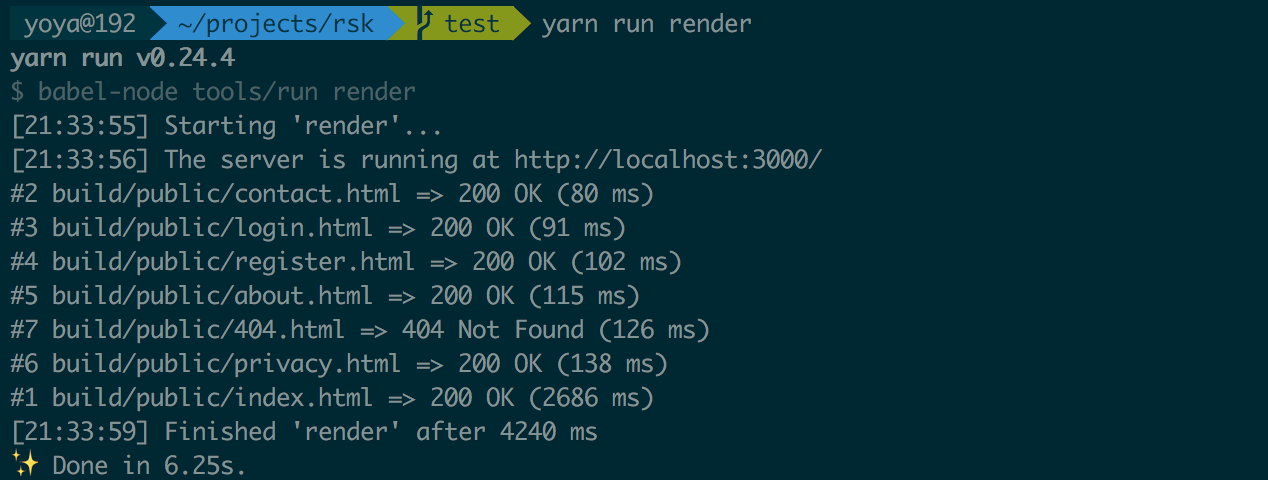 yoya@192 ~/projects/rsk test yarn run render
yarn run v0.24.4
$ babel-node tools/run render
[21:33:55] Starting 'render'...
[21:33:56] The server is running at http://localhost:3000/
#2 build/public/contact.html => 200 OK (80 ms)
#3 build/public/login.html => 200 OK (91 ms)
#4 build/public/register.html => 200 OK (102 ms)
#5 build/public/about.html => 200 OK (115 ms)
#7 build/public/404.html => 404 Not Found (126 ms)
#6 build/public/privacy.html => 200 OK (138 ms)
#1 build/public/index.html => 200 OK (2686 ms)
[21:33:59] Finished 'render' after 4240 ms
✨ Done in 6.25s.